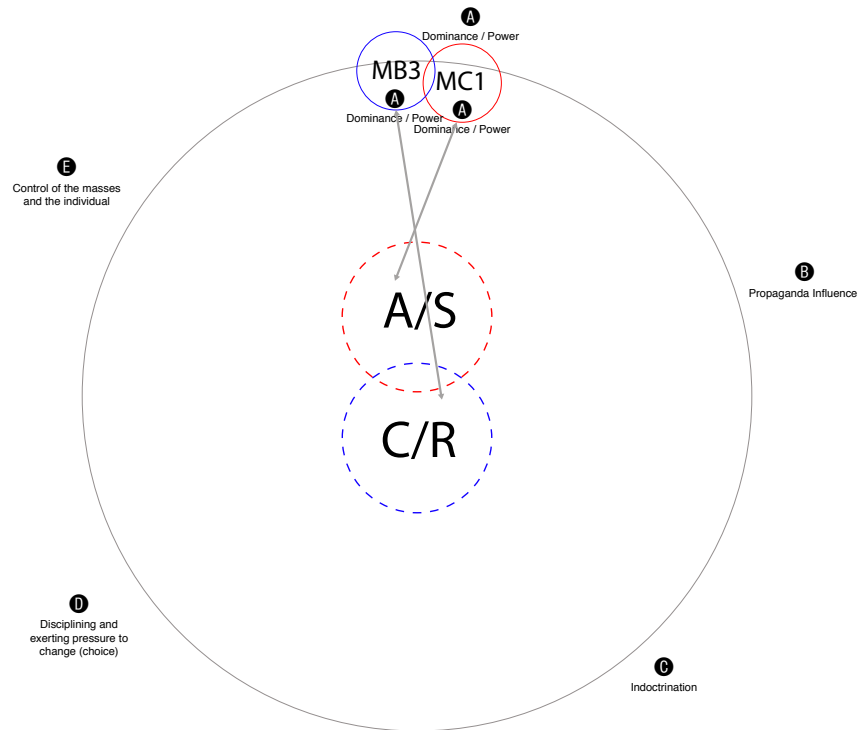 A
Dominance / Power
MB3
MC1
A
A
Dominance / Power
Dominance / Power
E
Control of the masses
and the individual
B
Propaganda Influence
A/S
C/R
D
Disciplining and
exerting pressure to
change (choice)
C
Indoctrination